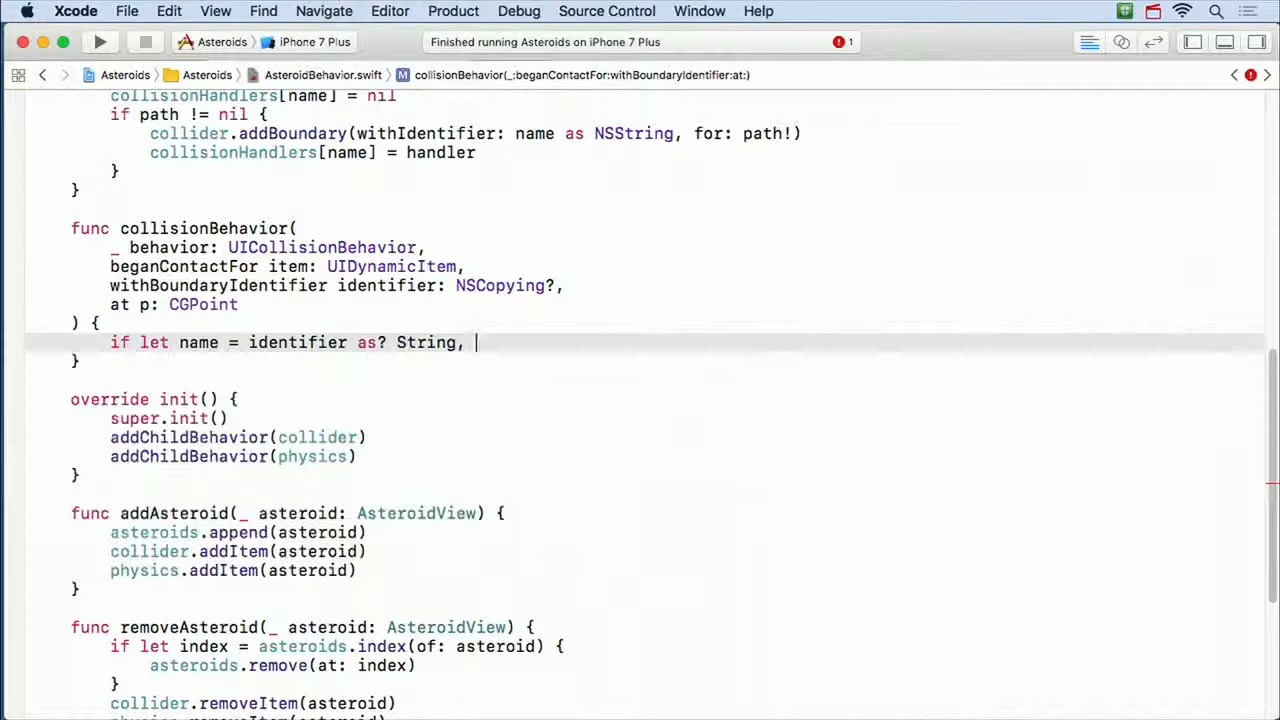 Xcode File Edit View Find Navigate Editor Product Debug Source Control Window Help
Asteroids iPhone 7 Plus Finished running Asteroids on iPhone 7 Plus 1
Asteroids Asteroids AsteroidBehavior.swift M collisionBehavior(_:beganContactFor:withBoundaryIdentifier:at:)
collisionHandlers[name] = nil
if path != nil {
collider.addBoundary(withIdentifier: name as NSString, for: path!)
collisionHandlers[name] = handler
}
}
func collisionBehavior(
_ behavior: UICollisionBehavior,
beganContactFor item: UIDynamicItem,
withBoundaryIdentifier identifier: NSCopying?,
at p: CGPoint
) {
if let name = identifier as? String,
}
override init() {
super.init()
addChildBehavior(collider)
addChildBehavior(physics)
}
func addAsteroid(_ asteroid: AsteroidView) {
asteroids.append(asteroid)
collider.addItem(asteroid)
physics.addItem(asteroid)
}
func removeAsteroid(_ asteroid: AsteroidView) {
if let index = asteroids.index(of: asteroid) {
asteroids.remove(at: index)
}
collider.removeItem(asteroid)
physics.removeItem(asteroid)